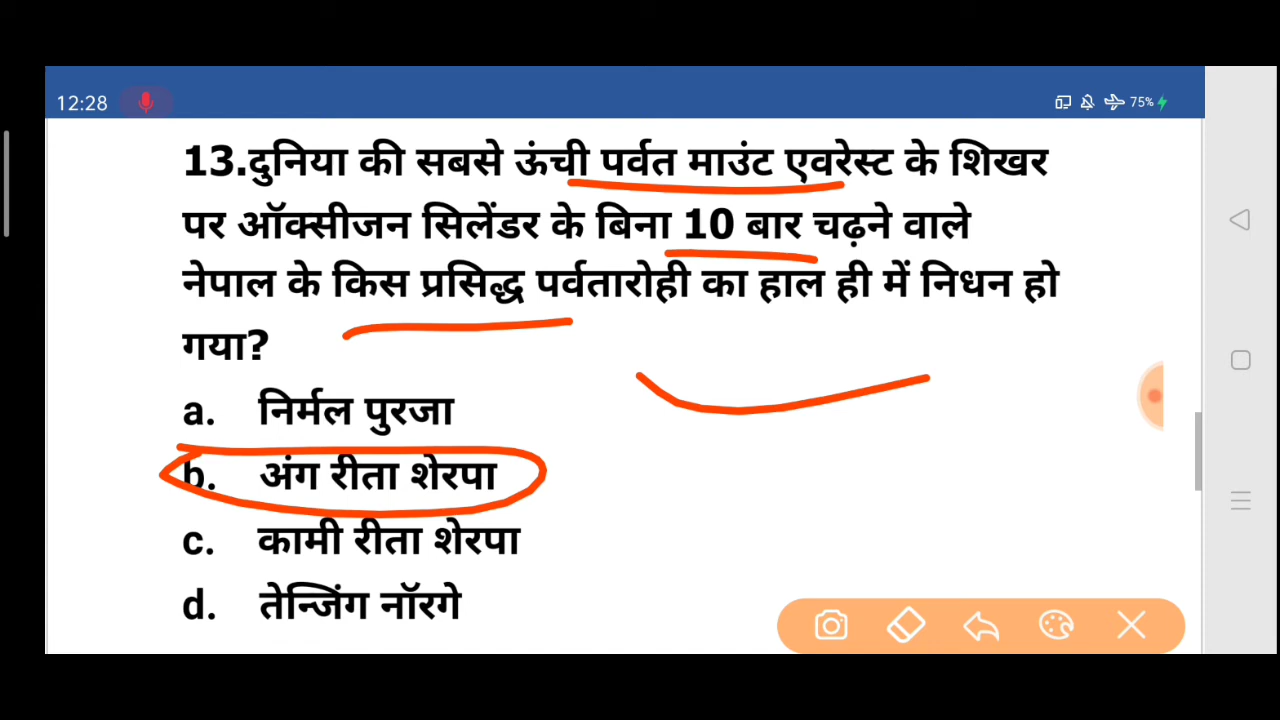 12:28
75%
13.दुनिया की सबसे ऊंची पर्वत माउंट एवरेस्ट के शिखर
पर ऑक्सीजन सिलेंडर के बिना 10 बार चढ़ने वाले
नेपाल के किस प्रसिद्ध पर्वतारोही का हाल ही में निधन हो
गया?
a. निर्मल पुरजा
b. अंग रीता शेरपा
c. कामी रीता शेरपा
d. तेन्जिंग नॉरगे